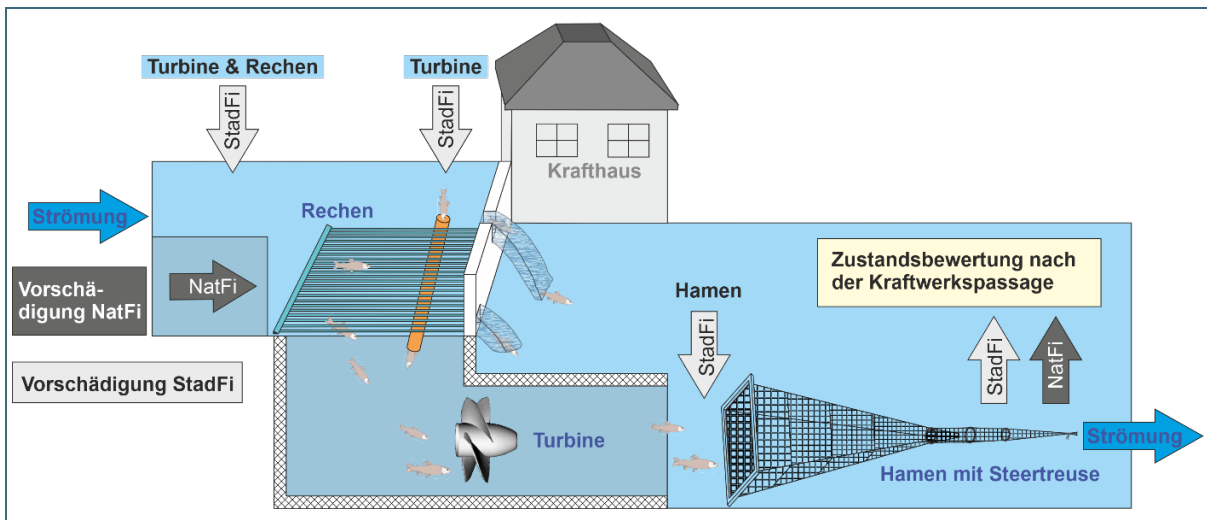 Turbine & Rechen
Turbine
StadFi
StadFi
Krafthaus
Strömung
Rechen
Vorschä-
digung NatFi
NatFi
Zustandsbewertung nach
der Kraftwerkspassage
Hamen
StadFi
StadFi
NatFi
Vorschädigung StadFi
Turbine
Strömung
Hamen mit Steertreuse